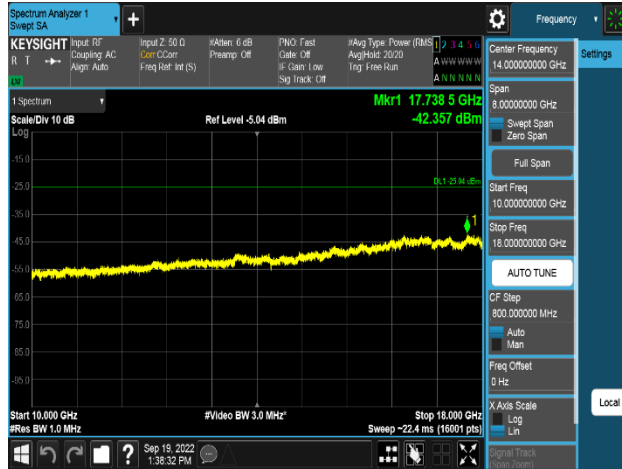 Spectrum Analyzer 1
Swept SA
+
Frequency
KEYSIGHT
Input: RF
Input Z: 50 Ω
#Atten: 6 dB
PNO: Fast
#Avg Type: Power (RMS
1 2 3 4 5 6
R T
Coupling: AC
Corr CCorr
Preamp: Off
Gate: Off
Avg|Hold: 20/20
A W W W W W
Align: Auto
Freq Ref: Int (S)
IF Gain: Low
Trig: Free Run
Sig Track: Off
A N N N N N
LW
Center Frequency
14.000000000 GHz
Settings
Span
8.00000000 GHz
Swept Span
Zero Span
Full Span
Start Freq
10.000000000 GHz
Stop Freq
18.000000000 GHz
AUTO TUNE
CF Step
800.000000 MHz
Auto
Man
Freq Offset
0 Hz
X Axis Scale
Log
Lin
Local
Signal Track
(Span Zoom)
1 Spectrum
Mkr1 17.738 5 GHz
Scale/Div 10 dB
Ref Level -5.04 dBm
-42.357 dBm
Log
-15.0
-25.0
DL1 -25.04 dBm
-35.0
1
-45.0
-55.0
-65.0
-75.0
-85.0
-95.0
Start 10.000 GHz
#Video BW 3.0 MHz*
Stop 18.000 GHz
#Res BW 1.0 MHz
Sweep ~22.4 ms (16001 pts)
?
Sep 19, 2022
1:38:32 PM